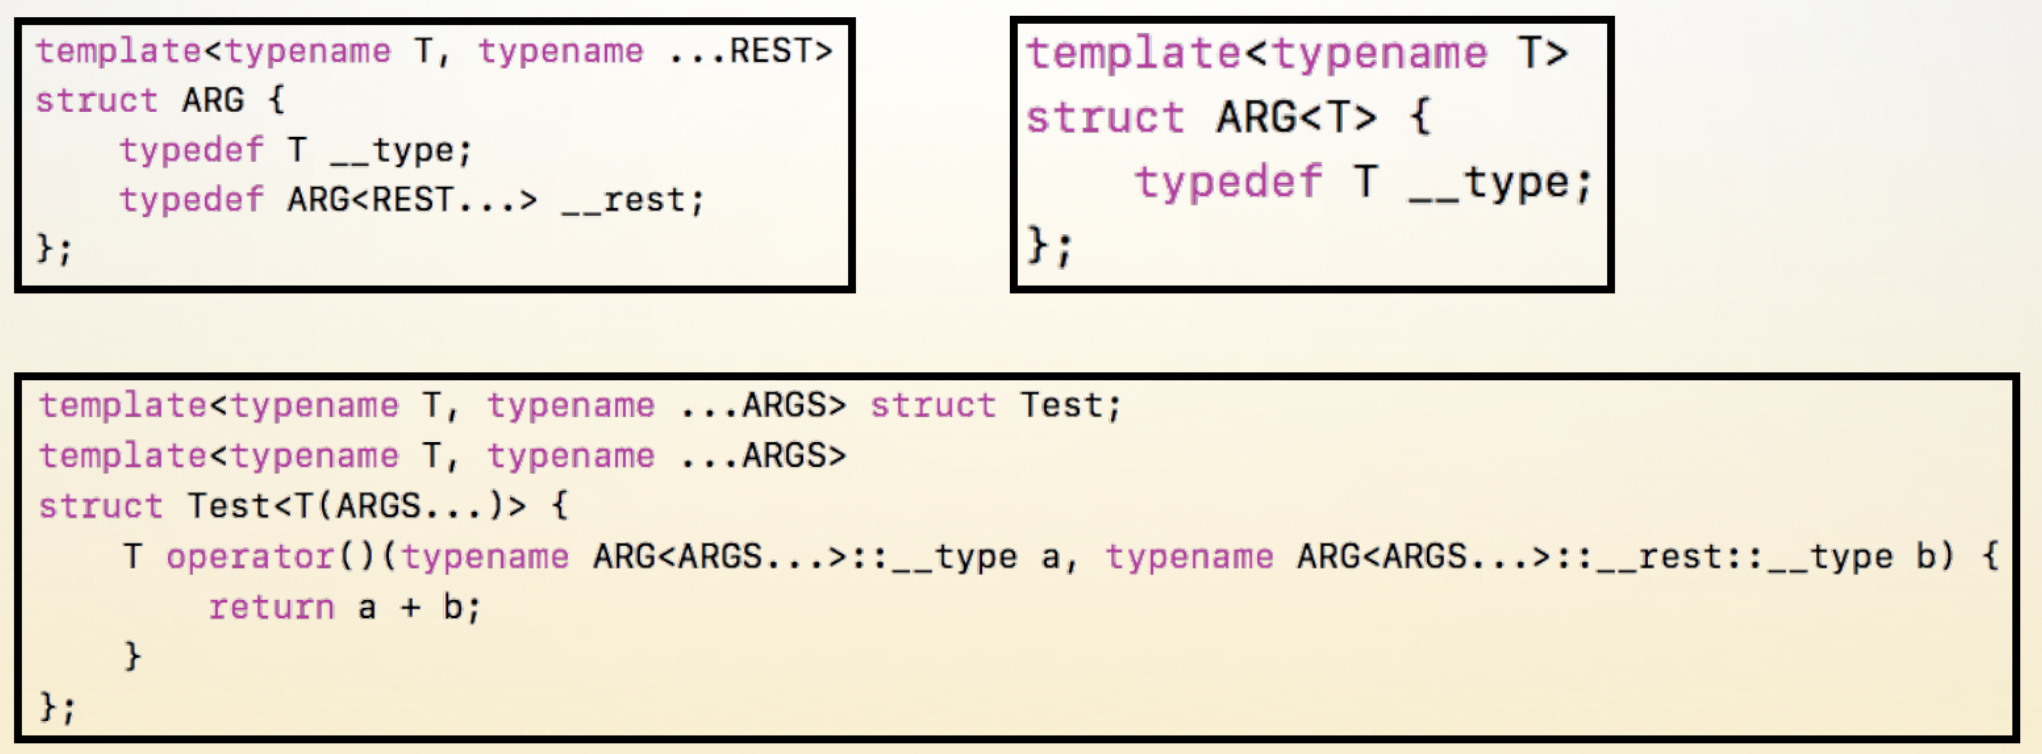 template<typename T, typename ...REST>
struct ARG {
    typedef T __type;
    typedef ARG<REST...> __rest;
};
template<typename T>
struct ARG<T> {
    typedef T __type;
};
template<typename T, typename ...ARGS> struct Test;
template<typename T, typename ...ARGS>
struct Test<T(ARGS...)> {
    T operator()(typename ARG<ARGS...>::__type a, typename ARG<ARGS...>::__rest::__type b) {
        return a + b;
    }
};